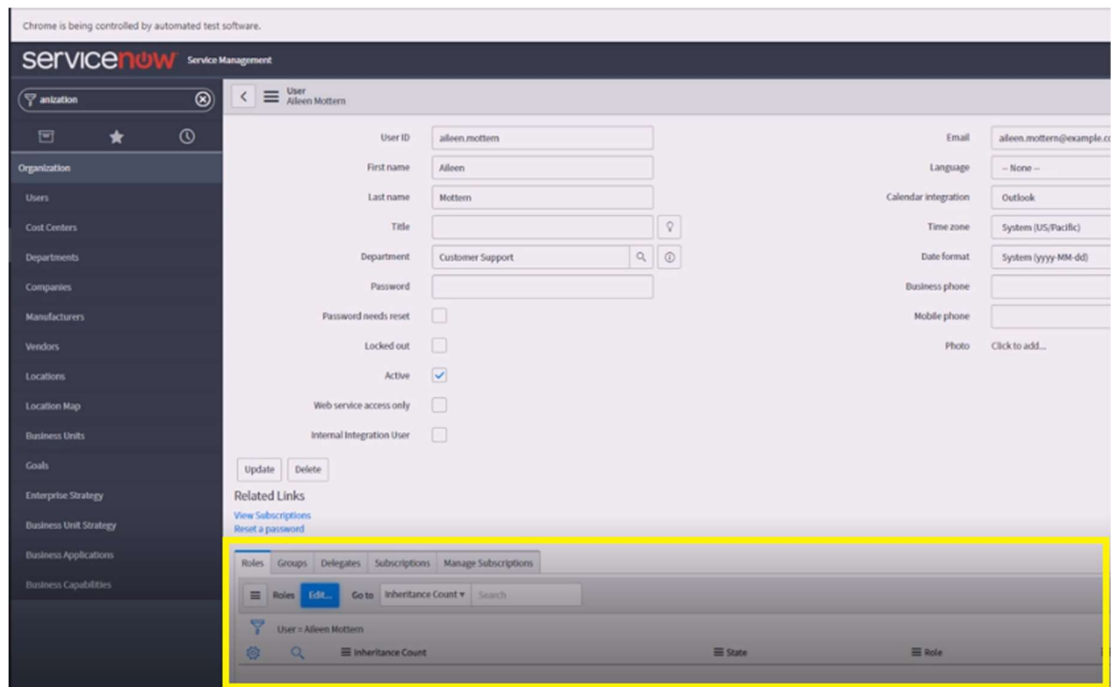 Chrome is being controlled by automated test software.
servicenow Service Management
anization
User
Aileen Mottern
Organization
Users
Cost Centers
Departments
Companies
Manufacturers
Vendors
Locations
Location Map
Business Units
Goals
Enterprise Strategy
Business Unit Strategy
Business Applications
Business Capabilities
User ID aileen.mottern
First name Aileen
Last name Mottern
Title
Department Customer Support
Password
Password needs reset
Locked out
Active
Web service access only
Internal Integration User
Email aileen.mottern@example.co
Language -- None --
Calendar integration Outlook
Time zone System (US/Pacific)
Date format System (yyyy-MM-dd)
Business phone
Mobile phone
Photo Click to add...
Update Delete
Related Links
View Subscriptions
Reset a password
Roles Groups Delegates Subscriptions Manage Subscriptions
Roles Edit... Go to Inheritance Count Search
User = Aileen Mottern
Inheritance Count State Role